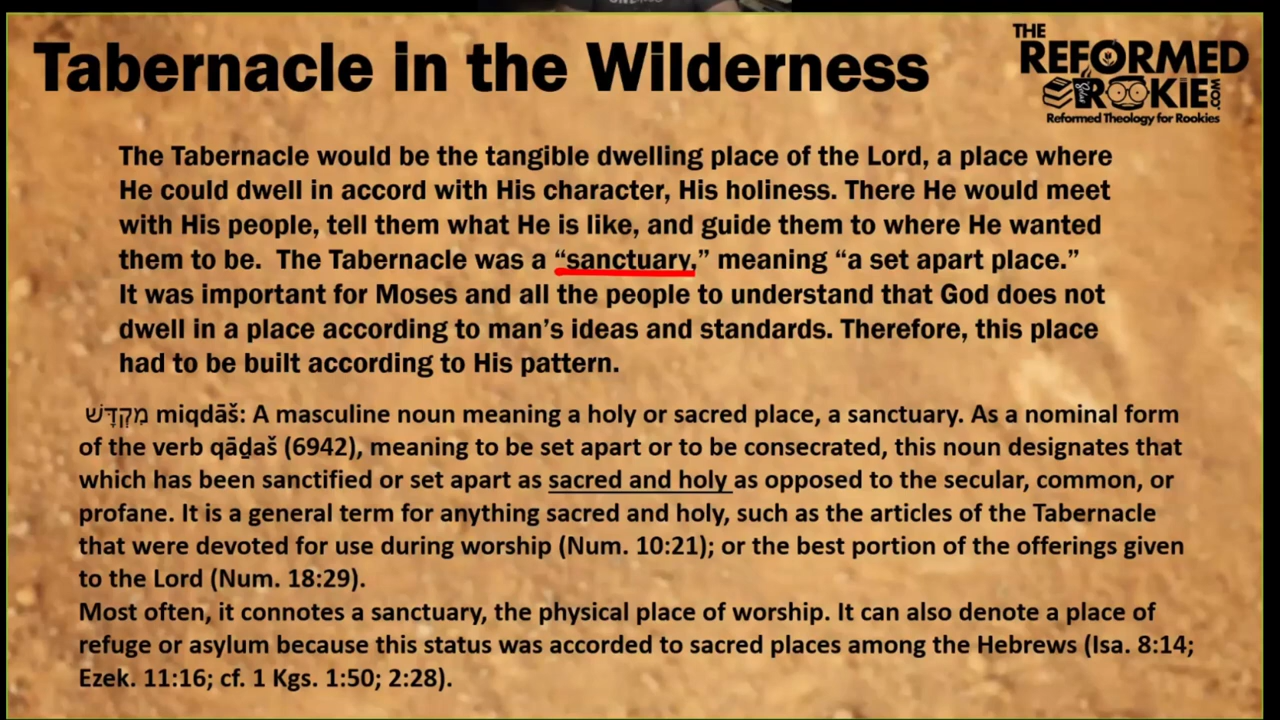 Tabernacle in the Wilderness
THE
REFORMED
ROKIE.COM
Reformed Theology for Rookies
The Tabernacle would be the tangible dwelling place of the Lord, a place where
He could dwell in accord with His character, His holiness. There He would meet
with His people, tell them what He is like, and guide them to where He wanted
them to be.  The Tabernacle was a “sanctuary,” meaning “a set apart place.”
It was important for Moses and all the people to understand that God does not
dwell in a place according to man’s ideas and standards. Therefore, this place
had to be built according to His pattern.
מִקְדָּשׁ miqdāš: A masculine noun meaning a holy or sacred place, a sanctuary. As a nominal form
of the verb qāḏaš (6942), meaning to be set apart or to be consecrated, this noun designates that
which has been sanctified or set apart as sacred and holy as opposed to the secular, common, or
profane. It is a general term for anything sacred and holy, such as the articles of the Tabernacle
that were devoted for use during worship (Num. 10:21); or the best portion of the offerings given
to the Lord (Num. 18:29).
Most often, it connotes a sanctuary, the physical place of worship. It can also denote a place of
refuge or asylum because this status was accorded to sacred places among the Hebrews (Isa. 8:14;
Ezek. 11:16; cf. 1 Kgs. 1:50; 2:28).